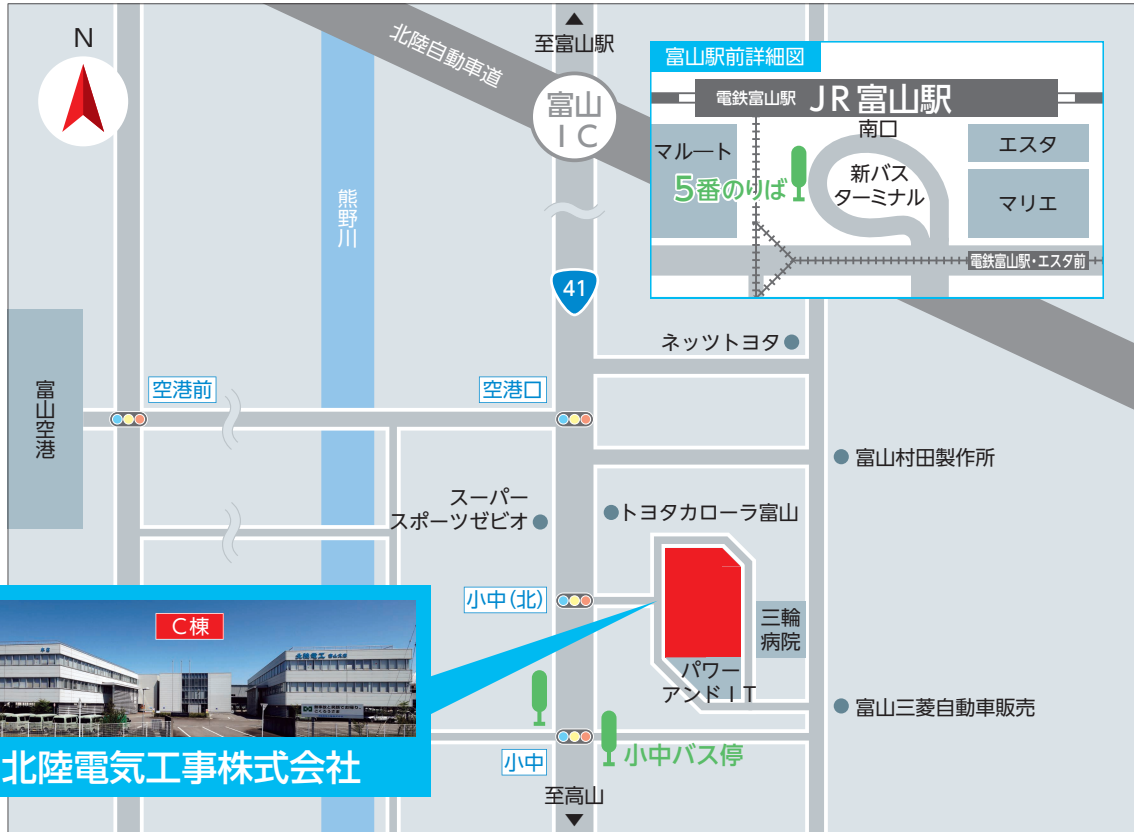 N
北陸自動車道
至富山駅
富山
IC
富山駅前詳細図
電鉄富山駅 JR富山駅
南口
マルート
5番のりば
新バス
ターミナル
エスタ
マリエ
電鉄富山駅・エスタ前
熊野川
41
ネッツトヨタ
富山空港
空港前
空港口
富山村田製作所
スーパー
スポーツゼビオ
トヨタカローラ富山
小中(北)
三輪
病院
パワー
アンドIT
C棟
北陸電工
富山三菱自動車販売
小中バス停
小中
北陸電気工事株式会社
至高山